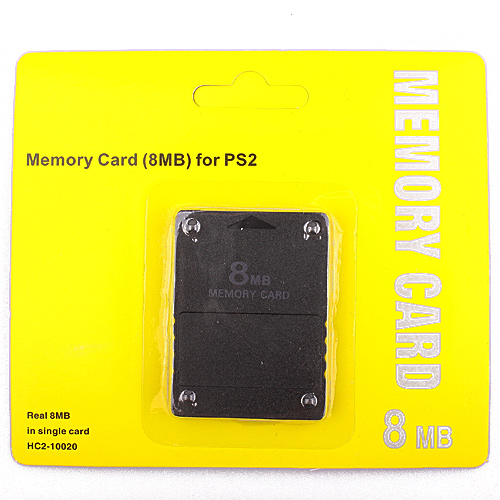 Memory Card (8MB) for PS2
8MB
MEMORY CARD
Real 8MB
in single card
HC2-10020
MEMORY CARD
8 MB